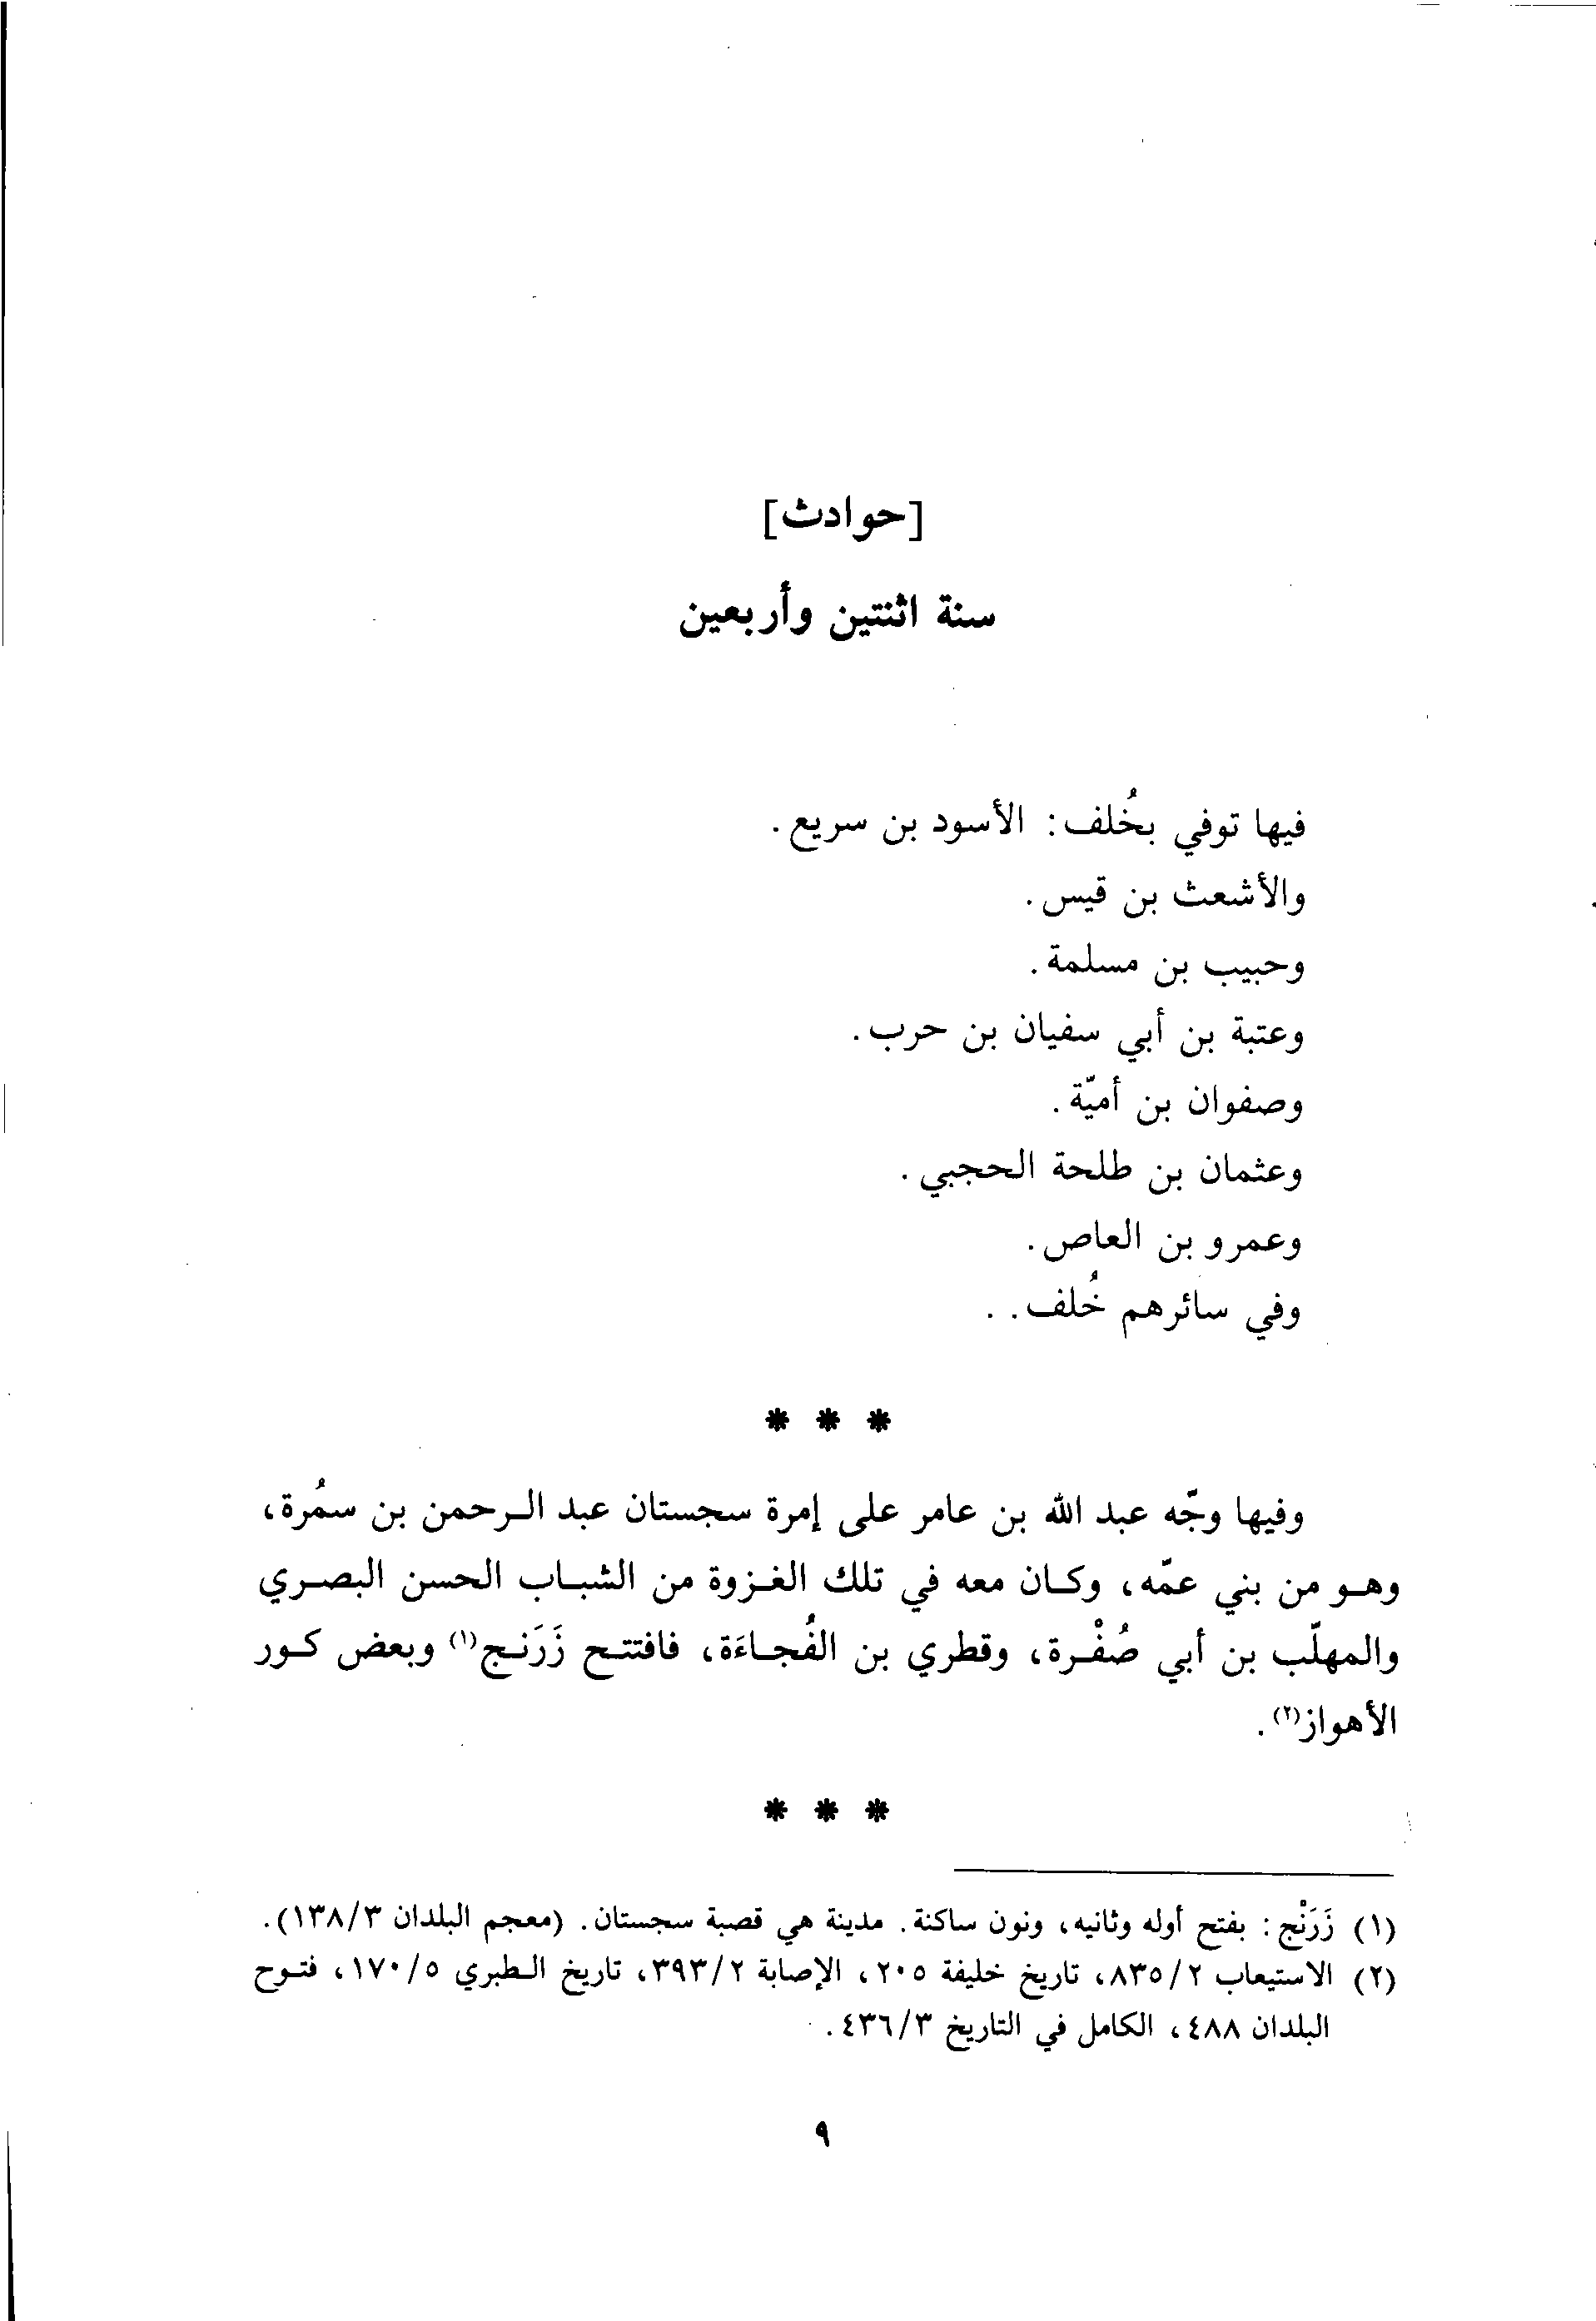 [حوادث]
سنة اثنتين وأربعين
فيها توفي بخُلف: الأسود بن سريع.
والأشعث بن قيس.
وحبيب بن مسلمة.
وعتبة بن أبي سفيان بن حرب.
وصفوان بن أميّة.
وعثمان بن طلحة الحجبي.
وعمرو بن العاص.
وفي سائرهم خُلف. .
* * *
وفيها وجّه عبد الله بن عامر على إمرة سجستان عبد الرحمن بن سمُرة،
وهو من بني عمّه، وكان معه في تلك الغزوة من الشباب الحسن البصري
والمهلّب بن أبي صُفْرة، وقطري بن الفُجاءَة، فافتتح زَرَنج(١) وبعض كور
الأهواز(٢).
* * *
(١) زَرَنْج: بفتح أوله وثانيه، ونون ساكنة. مدينة هي قصبة سجستان. (معجم البلدان ١٣٨/٣).
(٢) الاستيعاب ٨٣٥/٢، تاريخ خليفة ٢٠٥، الإصابة ٣٩٣/٢، تاريخ الطبري ١٧٠/٥، فتوح
البلدان ٤٨٨، الكامل في التاريخ ٤٣٦/٣.
٩